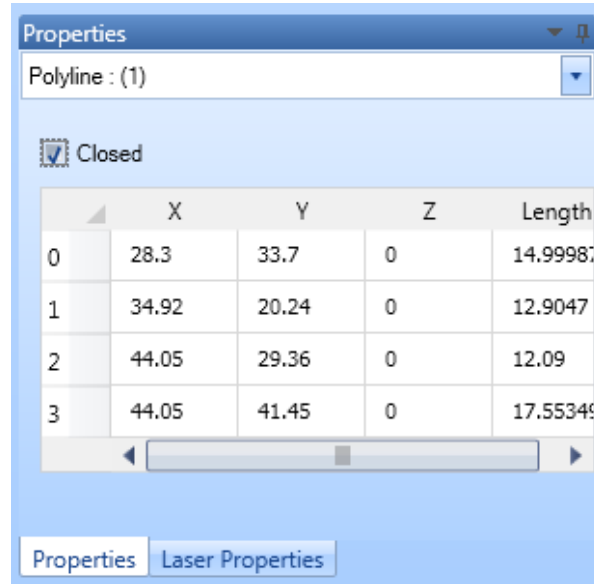 Properties
Polyline : (1)
Closed
X Y Z Length
0 28.3 33.7 0 14.99987
1 34.92 20.24 0 12.9047
2 44.05 29.36 0 12.09
3 44.05 41.45 0 17.55349
Properties Laser Properties